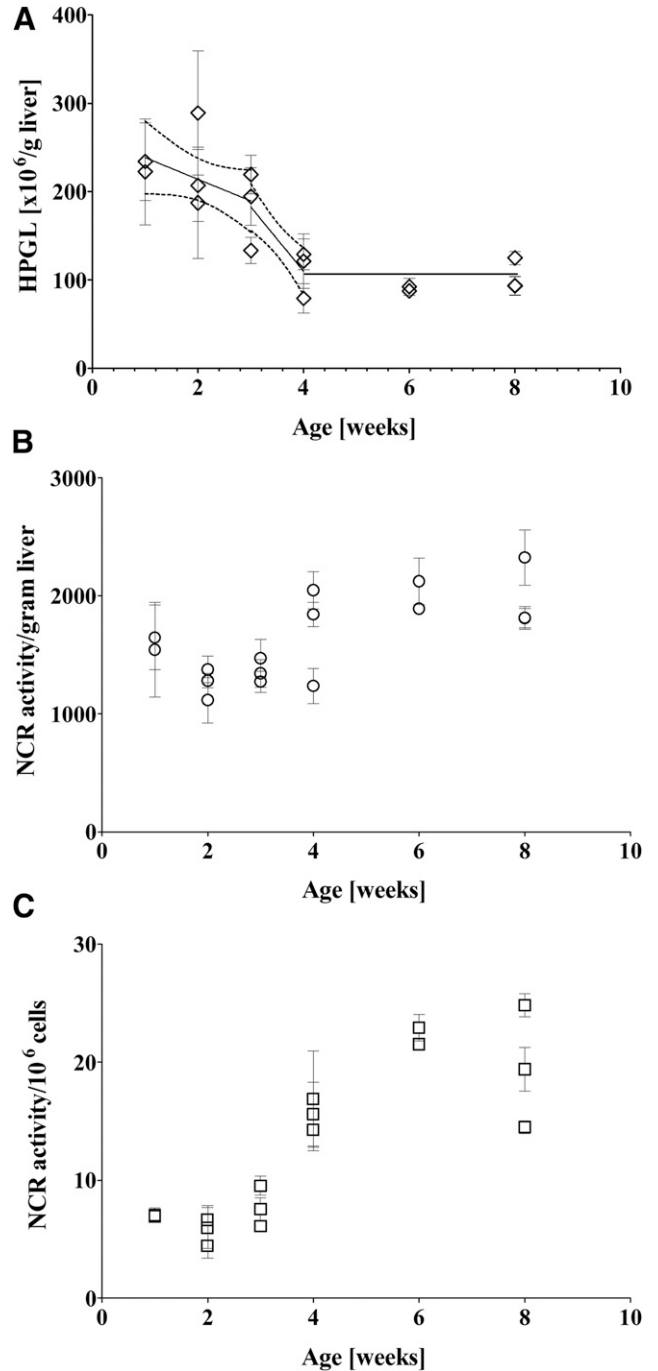 A
HPGL [x10⁶/g liver]
400
300
200
100
0
0 2 4 6 8 10
Age [weeks]
B
NCR activity/gram liver
3000
2000
1000
0
0 2 4 6 8 10
Age [weeks]
C
NCR activity/10⁶ cells
30
20
10
0
0 2 4 6 8 10
Age [weeks]